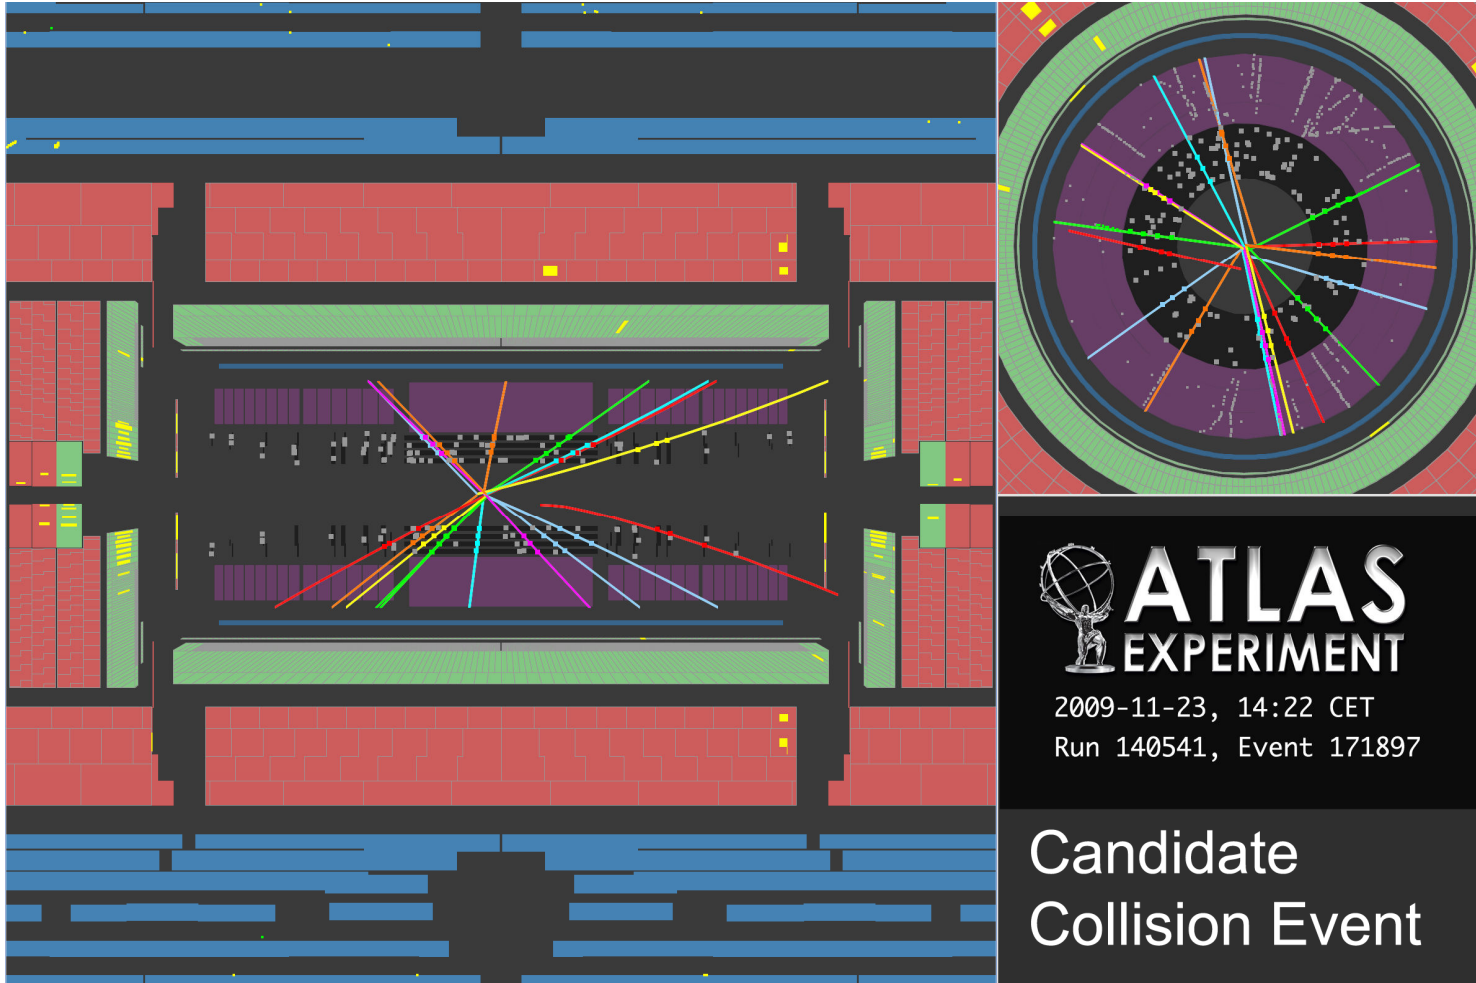 ATLAS
EXPERIMENT
2009-11-23, 14:22 CET
Run 140541, Event 171897
Candidate
Collision Event